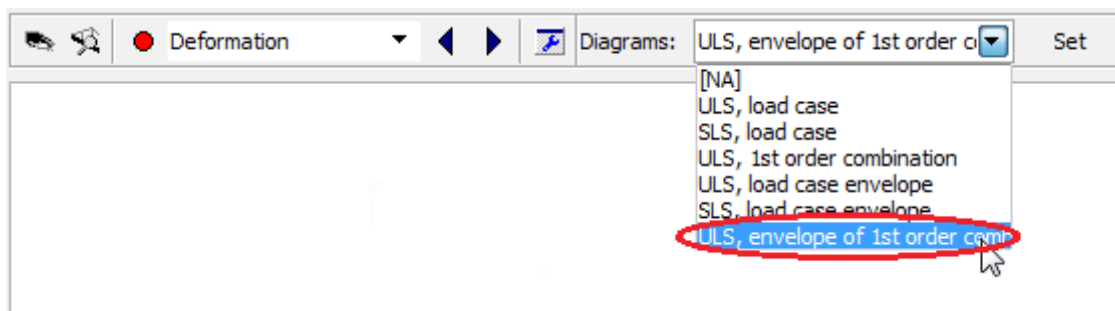 Deformation Diagrams: ULS, envelope of 1st order c Set
[NA]
ULS, load case
SLS, load case
ULS, 1st order combination
ULS, load case envelope
SLS, load case envelope
ULS, envelope of 1st order comb